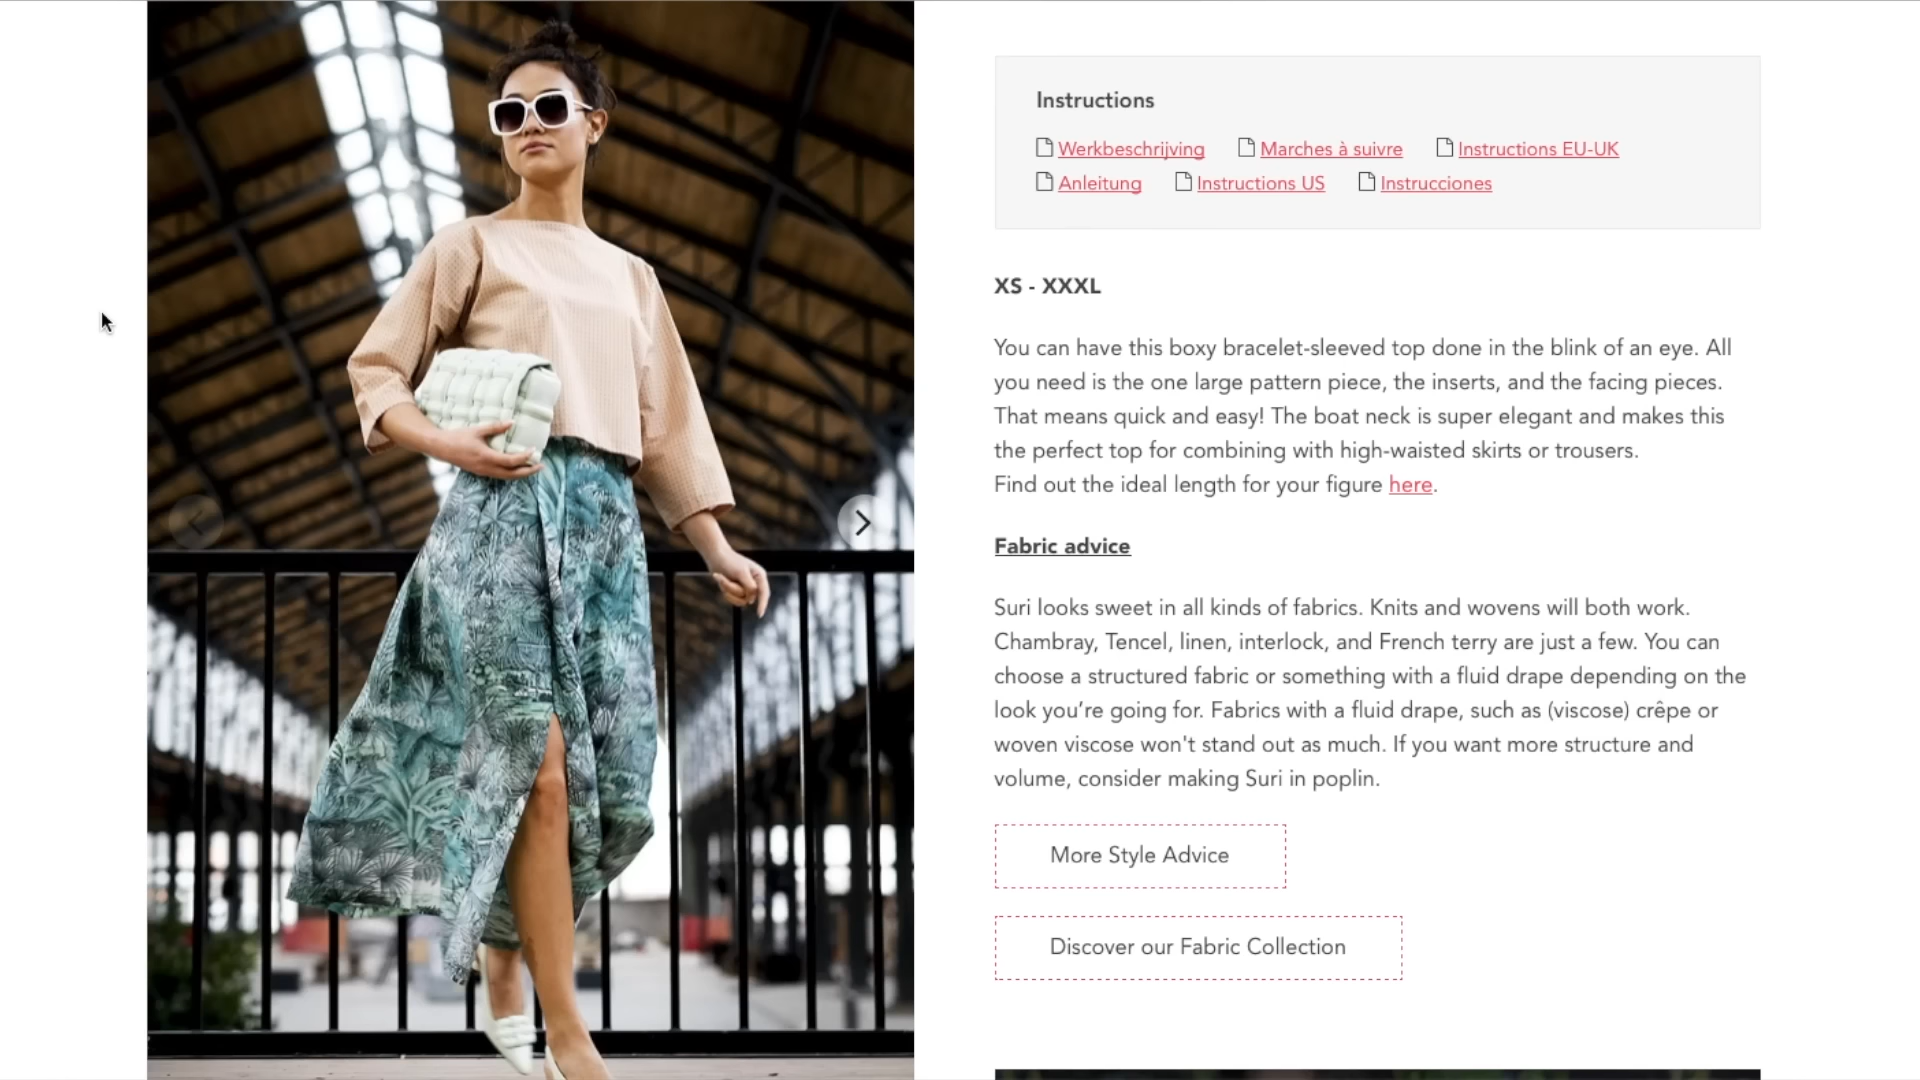 Instructions
Werkbeschrijving Marches à suivre Instructions EU-UK
Anleitung Instructions US Instrucciones
XS - XXXL
You can have this boxy bracelet-sleeved top done in the blink of an eye. All
you need is the one large pattern piece, the inserts, and the facing pieces.
That means quick and easy! The boat neck is super elegant and makes this
the perfect top for combining with high-waisted skirts or trousers.
Find out the ideal length for your figure here.
Fabric advice
Suri looks sweet in all kinds of fabrics. Knits and wovens will both work.
Chambray, Tencel, linen, interlock, and French terry are just a few. You can
choose a structured fabric or something with a fluid drape depending on the
look you’re going for. Fabrics with a fluid drape, such as (viscose) crêpe or
woven viscose won't stand out as much. If you want more structure and
volume, consider making Suri in poplin.
More Style Advice
Discover our Fabric Collection